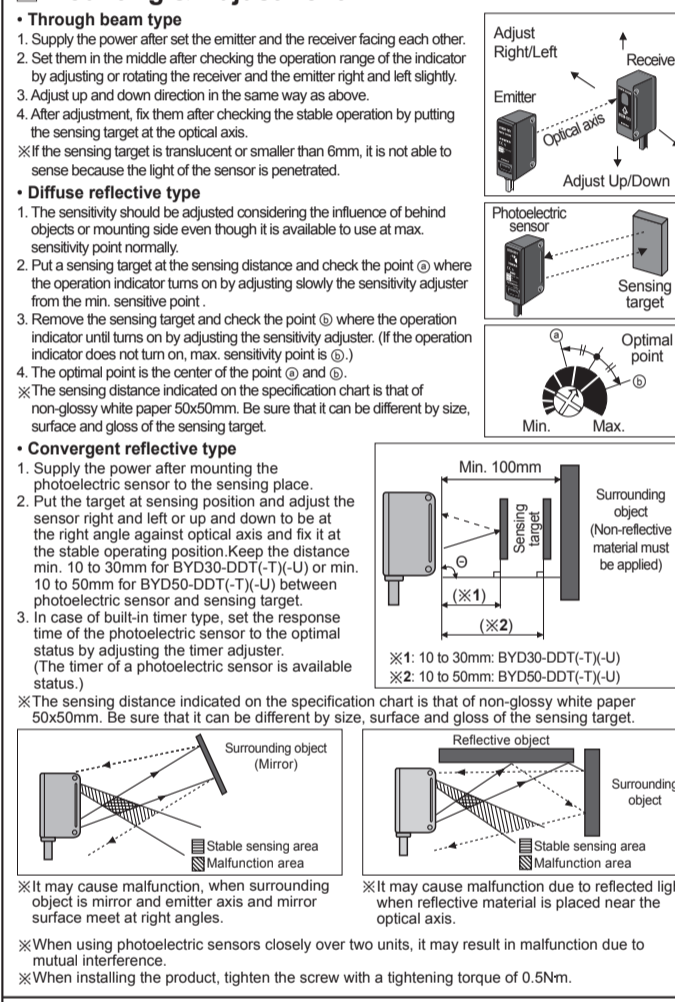 • Through beam type
1. Supply the power after set the emitter and the receiver facing each other.
2. Set them in the middle after checking the operation range of the indicator
by adjusting or rotating the receiver and the emitter right and left slightly.
3. Adjust up and down direction in the same way as above.
4. After adjustment, fix them after checking the stable operation by putting
the sensing target at the optical axis.
※If the sensing target is translucent or smaller than 6mm, it is not able to
sense because the light of the sensor is penetrated.
Adjust
Right/Left
Receive
Emitter
Optical axis
Adjust Up/Down
• Diffuse reflective type
1. The sensitivity should be adjusted considering the influence of behind
objects or mounting side even though it is available to use at max.
sensitivity point normally.
2. Put a sensing target at the sensing distance and check the point ⓐ where
the operation indicator turns on by adjusting slowly the sensitivity adjuster
from the min. sensitive point .
3. Remove the sensing target and check the point ⓑ where the operation
indicator until turns on by adjusting the sensitivity adjuster. (If the operation
indicator does not turn on, max. sensitivity point is ⓑ.)
4. The optimal point is the center of the point ⓐ and ⓑ.
※The sensing distance indicated on the specification chart is that of
non-glossy white paper 50x50mm. Be sure that it can be different by size,
surface and gloss of the sensing target.
Photoelectric
sensor
Sensing
target
ⓐ
Optimal
point
ⓑ
Min.
Max.
• Convergent reflective type
1. Supply the power after mounting the
photoelectric sensor to the sensing place.
2. Put the target at sensing position and adjust the
sensor right and left or up and down to be at
the right angle against optical axis and fix it at
the stable operating position.Keep the distance
min. 10 to 30mm for BYD30-DDT(-T)(-U) or min.
10 to 50mm for BYD50-DDT(-T)(-U) between
photoelectric sensor and sensing target.
3. In case of built-in timer type, set the response
time of the photoelectric sensor to the optimal
status by adjusting the timer adjuster.
(The timer of a photoelectric sensor is available
status.)
Min. 100mm
Sensing
target
Surrounding
object
(Non-reflective
material must
be applied)
Θ
(※1)
(※2)
※1: 10 to 30mm: BYD30-DDT(-T)(-U)
※2: 10 to 50mm: BYD50-DDT(-T)(-U)
※The sensing distance indicated on the specification chart is that of non-glossy white paper
50x50mm. Be sure that it can be different by size, surface and gloss of the sensing target.
Surrounding object
(Mirror)
Stable sensing area
Malfunction area
Reflective object
Surrounding
object
Stable sensing area
Malfunction area
※It may cause malfunction, when surrounding
object is mirror and emitter axis and mirror
surface meet at right angles.
※It may cause malfunction due to reflected ligh
when reflective material is placed near the
optical axis.
※When using photoelectric sensors closely over two units, it may result in malfunction due to
mutual interference.
※When installing the product, tighten the screw with a tightening torque of 0.5N·m.